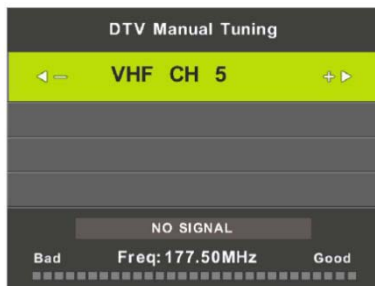 DTV Manual Tuning
− VHF CH 5 +
NO SIGNAL
Bad Freq: 177.50MHz Good